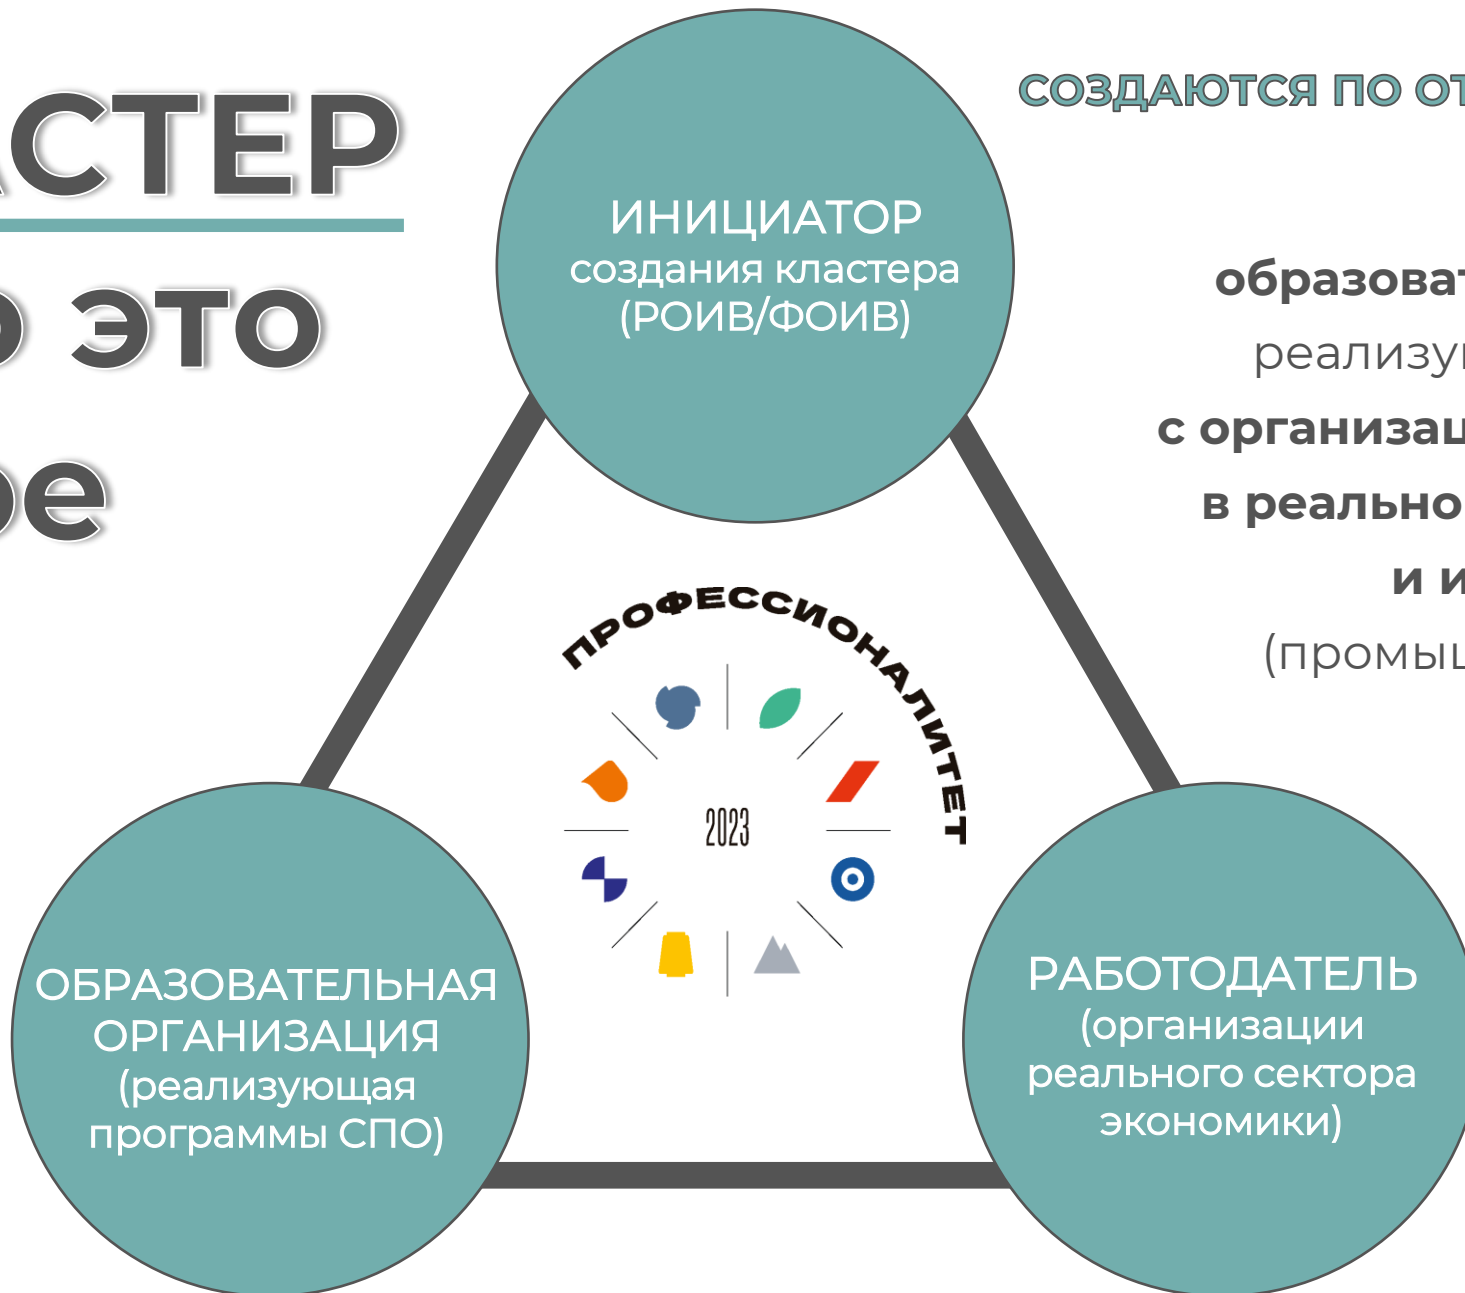 АСТЕР
о это
ре
ИНИЦИАТОР
создания кластера
(РОИВ/ФОИВ)
СОЗДАЮТСЯ ПО ОТ
образоват
реализу
с организац
в реально
и и
(промыш
ПРОФЕССИОНАЛИТЕТ
2023
ОБРАЗОВАТЕЛЬНАЯ
ОРГАНИЗАЦИЯ
(реализующая
программы СПО)
РАБОТОДАТЕЛЬ
(организации
реального сектора
экономики)